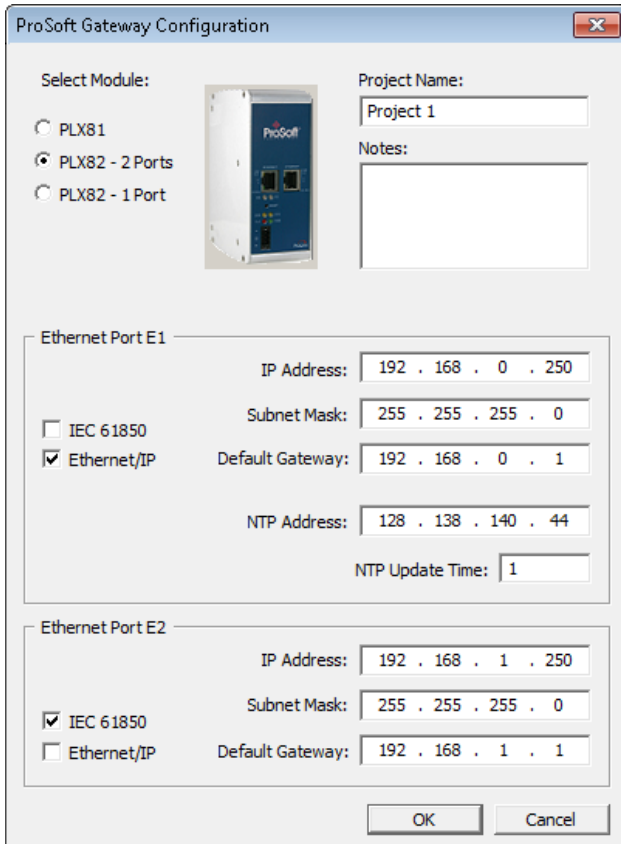 ProSoft Gateway Configuration
Select Module:
PLX81
PLX82 - 2 Ports
PLX82 - 1 Port
ProSoft
Project Name:
Project 1
Notes:
Ethernet Port E1
IP Address: 192 . 168 . 0 . 250
Subnet Mask: 255 . 255 . 255 . 0
IEC 61850
Ethernet/IP
Default Gateway: 192 . 168 . 0 . 1
NTP Address: 128 . 138 . 140 . 44
NTP Update Time: 1
Ethernet Port E2
IP Address: 192 . 168 . 1 . 250
Subnet Mask: 255 . 255 . 255 . 0
IEC 61850
Ethernet/IP
Default Gateway: 192 . 168 . 1 . 1
OK
Cancel